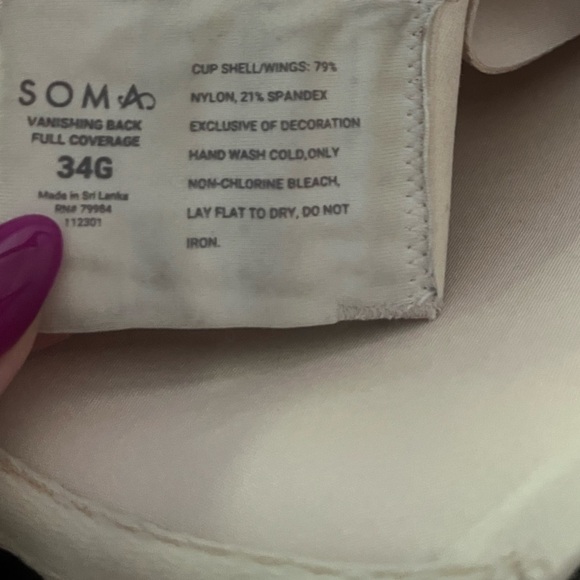 SOMA
VANISHING BACK
FULL COVERAGE
34G
Made in Sri Lanka
RN# 79984
112301
CUP SHELL/WINGS: 79%
NYLON, 21% SPANDEX
EXCLUSIVE OF DECORATION
HAND WASH COLD,ONLY
NON-CHLORINE BLEACH,
LAY FLAT TO DRY, DO NOT
IRON.